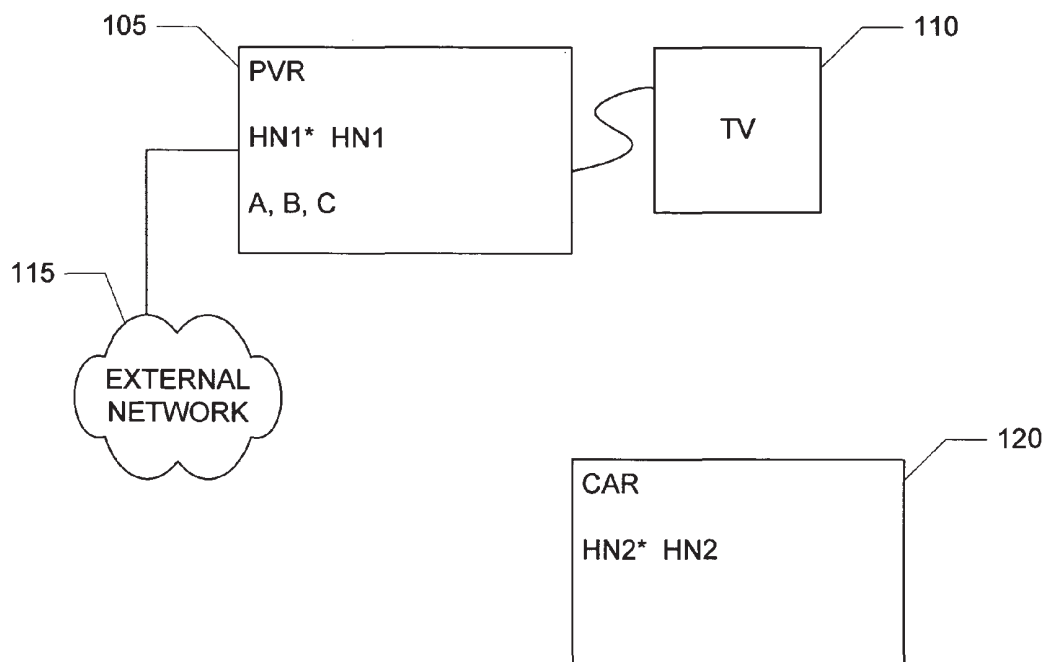 105
110
PVR
HN1* HN1
A, B, C
TV
115
EXTERNAL
NETWORK
120
CAR
HN2* HN2